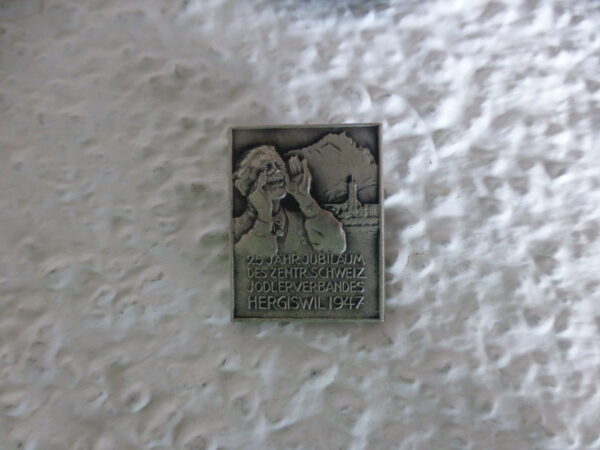 25 JAHR.JUBILÄUM
DES ZENTR.SCHWEIZ.
JODLERVERBANDES
HERGISWIL 1947